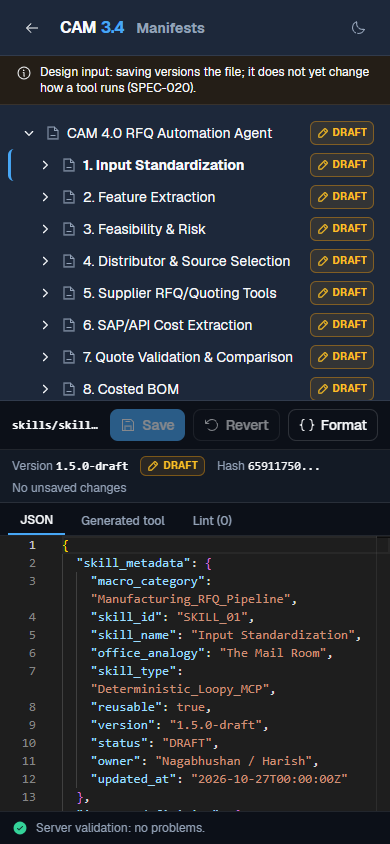 CAM 3.4 Manifests
Design input: saving versions the file; it does not yet change
how a tool runs (SPEC-020).
CAM 4.0 RFQ Automation Agent DRAFT
1. Input Standardization DRAFT
2. Feature Extraction DRAFT
3. Feasibility & Risk DRAFT
4. Distributor & Source Selection DRAFT
5. Supplier RFQ/Quoting Tools DRAFT
6. SAP/API Cost Extraction DRAFT
7. Quote Validation & Comparison DRAFT
8. Costed BOM DRAFT
skills/skill… Save Revert {} Format
Version 1.5.0-draft DRAFT Hash 65911750...
No unsaved changes
JSON Generated tool Lint (0)
1 {
2 "skill_metadata": {
3 "macro_category":
"Manufacturing_RFQ_Pipeline",
4 "skill_id": "SKILL_01",
5 "skill_name": "Input Standardization",
6 "office_analogy": "The Mail Room",
7 "skill_type":
"Deterministic_Loopy_MCP",
8 "reusable": true,
9 "version": "1.5.0-draft",
10 "status": "DRAFT",
11 "owner": "Nagabhushan / Harish",
12 "updated_at": "2026-10-27T00:00:00Z"
13 },
Server validation: no problems.